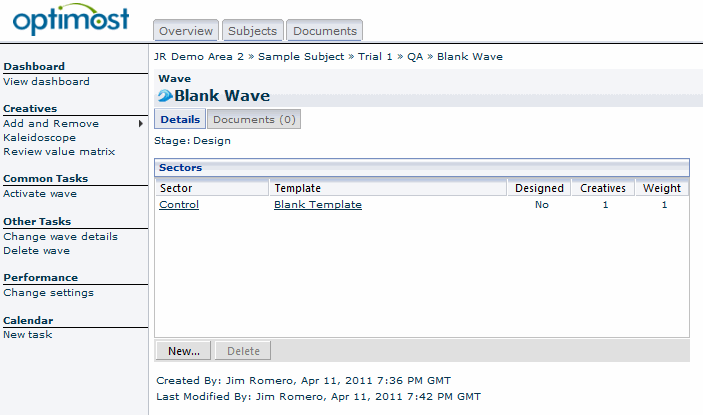 optimost
Overview Subjects Documents
JR Demo Area 2 » Sample Subject » Trial 1 » QA » Blank Wave
Dashboard
View dashboard
Creatives
Add and Remove
Kaleidoscope
Review value matrix
Common Tasks
Activate wave
Other Tasks
Change wave details
Delete wave
Performance
Change settings
Calendar
New task
Wave
Blank Wave
Details Documents (0)
Stage: Design
Sectors
Sector Template Designed Creatives Weight
Control Blank Template No 1 1
New... Delete
Created By: Jim Romero, Apr 11, 2011 7:36 PM GMT
Last Modified By: Jim Romero, Apr 11, 2011 7:42 PM GMT